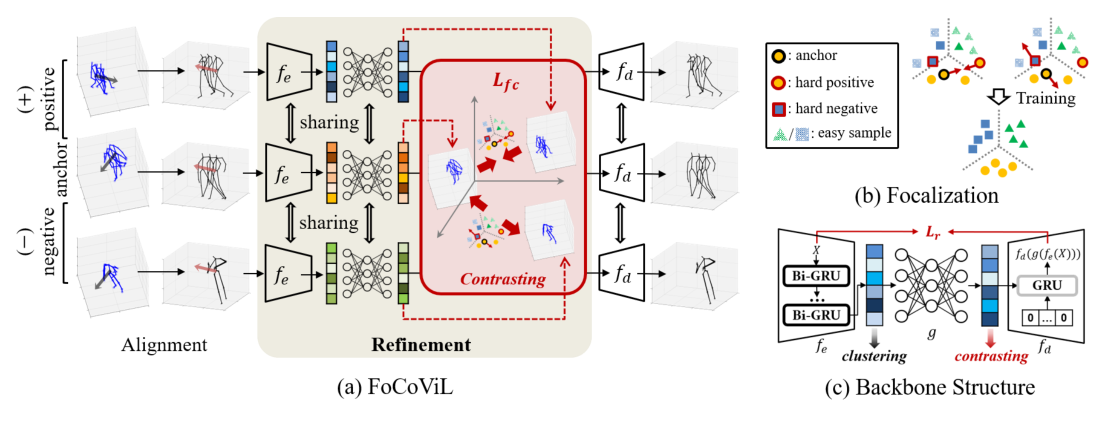 (+)
positive
anchor
(−)
negative
f_e
sharing
f_e
sharing
f_e
L_fc
Contrasting
f_d
f_d
f_d
Alignment
Refinement
(a) FoCoViL
: anchor
: hard positive
: hard negative
/ : easy sample
Training
(b) Focalization
L_r
X
Bi-GRU
...
Bi-GRU
f_e
clustering
g
contrasting
f_d(g(f_e(X)))
GRU
0 ... 0
f_d
(c) Backbone Structure